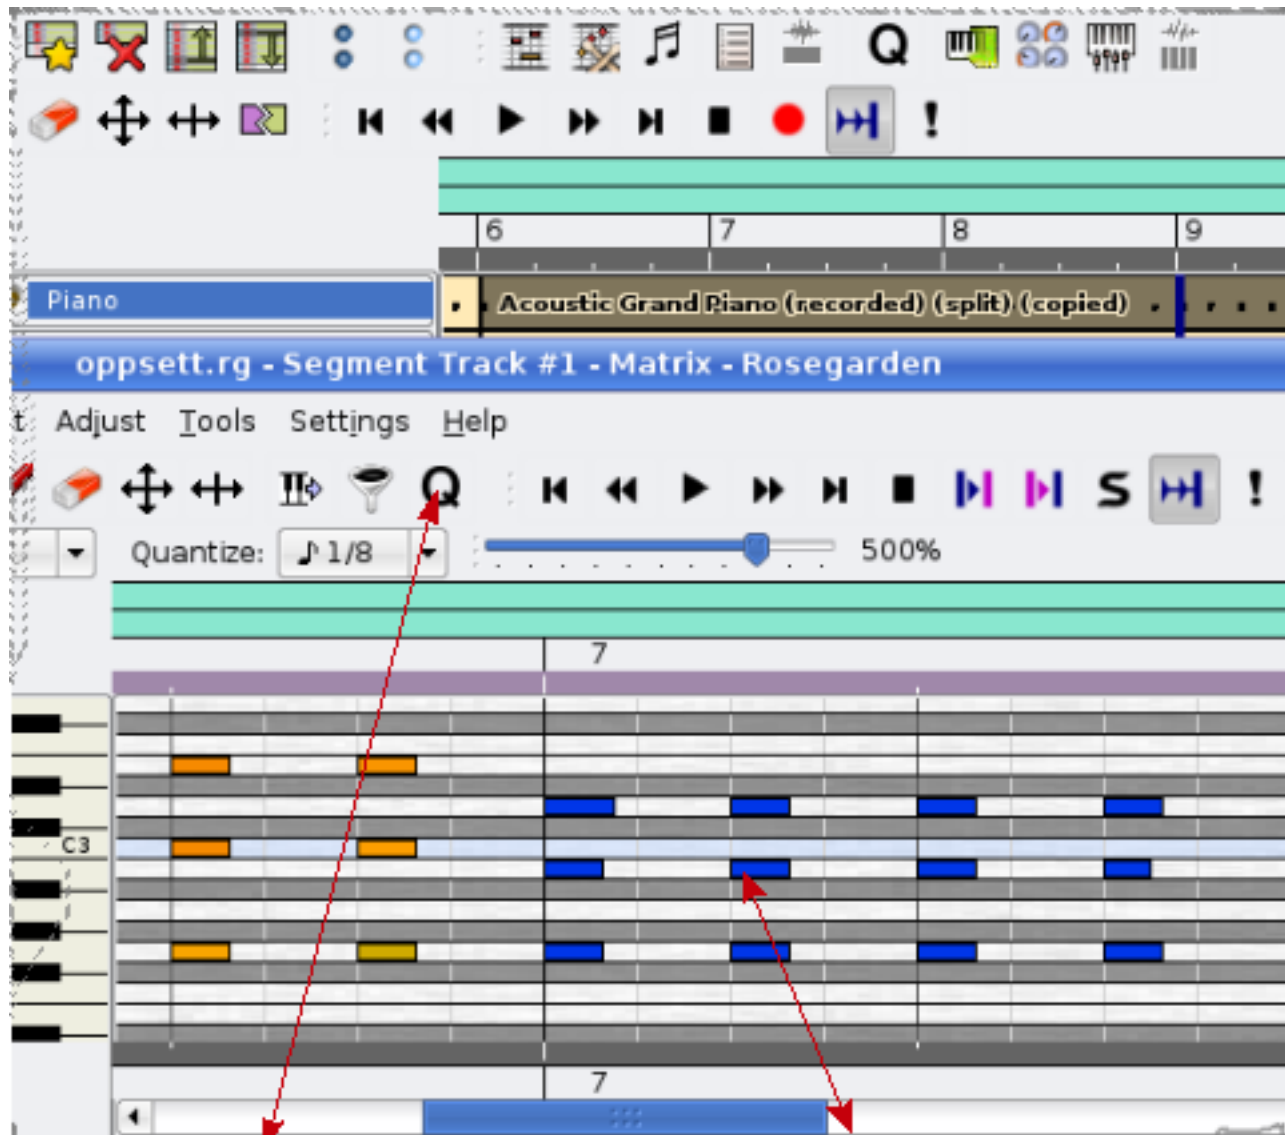 Q
!
6 7 8 9
Piano
Acoustic Grand Piano (recorded) (split) (copied)
oppsett.rg - Segment Track #1 - Matrix - Rosegarden
t Adjust Tools Settings Help
Q S !
Quantize: 1/8 500%
7
C3
7